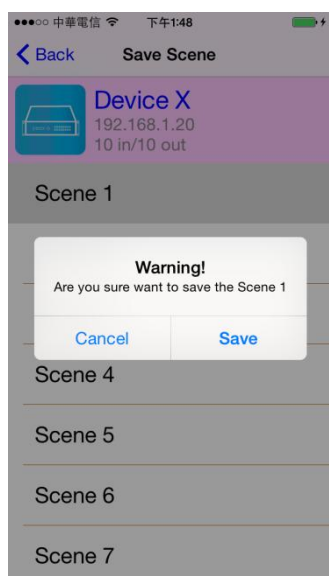 中華電信 下午1:48
Back Save Scene
Device X
192.168.1.20
10 in/10 out
Scene 1
Warning!
Are you sure want to save the Scene 1
Cancel Save
Scene 4
Scene 5
Scene 6
Scene 7